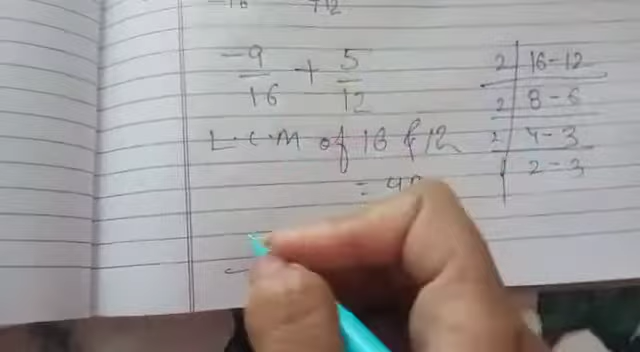 -9/16 + 5/12
L.C.M of 16 & 12
2 | 16-12
2 | 8-6
2 | 4-3
2-3